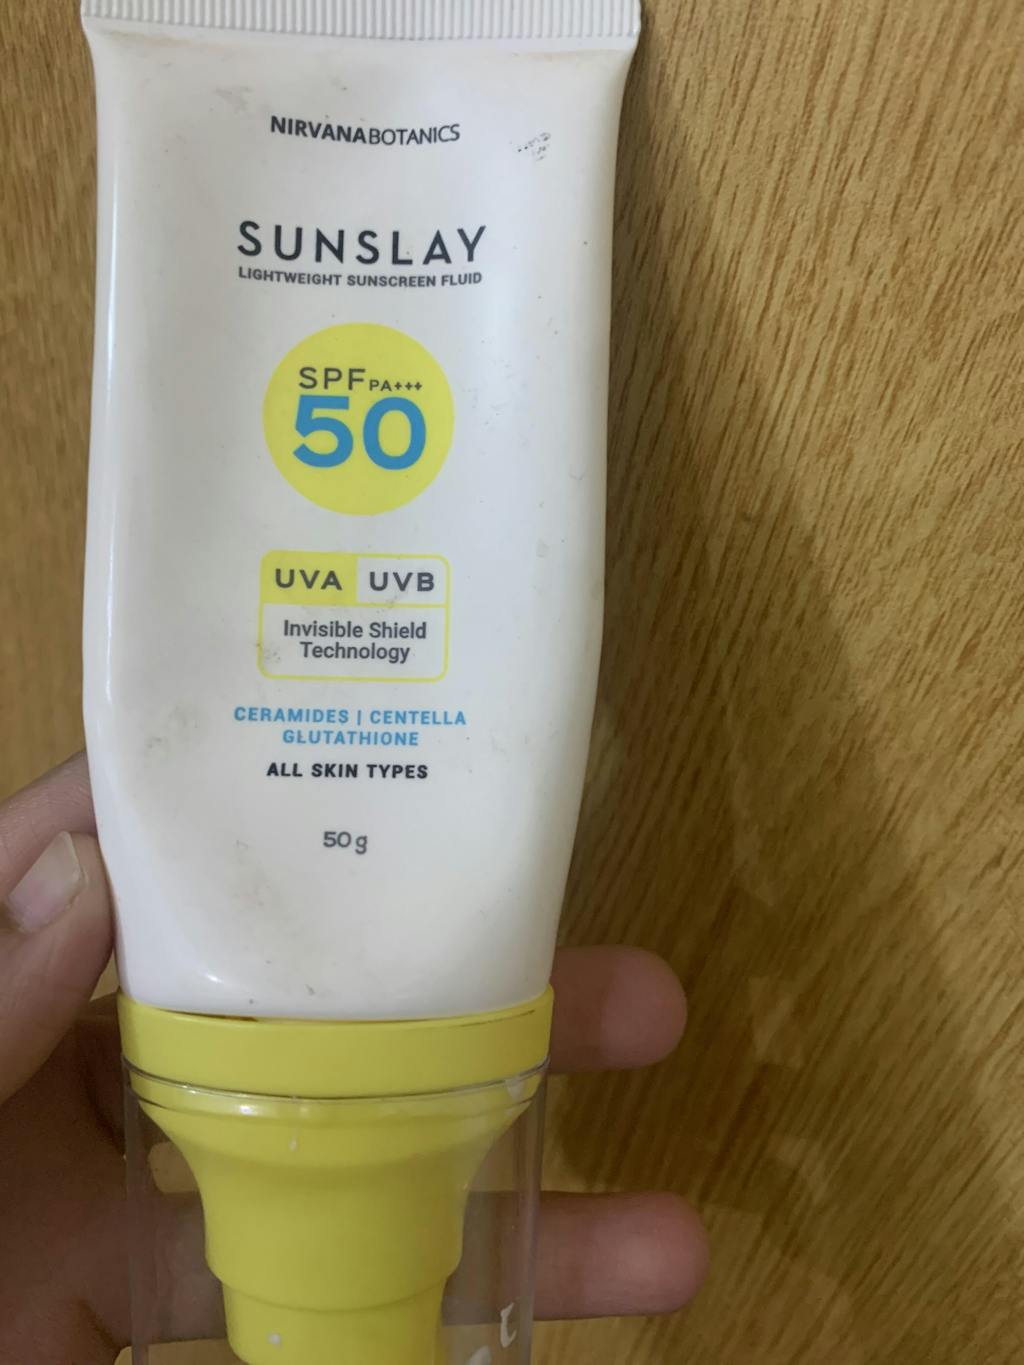 NIRVANABOTANICS
SUNSLAY
LIGHTWEIGHT SUNSCREEN FLUID
SPF PA+++
50
UVA UVB
Invisible Shield
Technology
CERAMIDES | CENTELLA
GLUTATHIONE
ALL SKIN TYPES
50 g